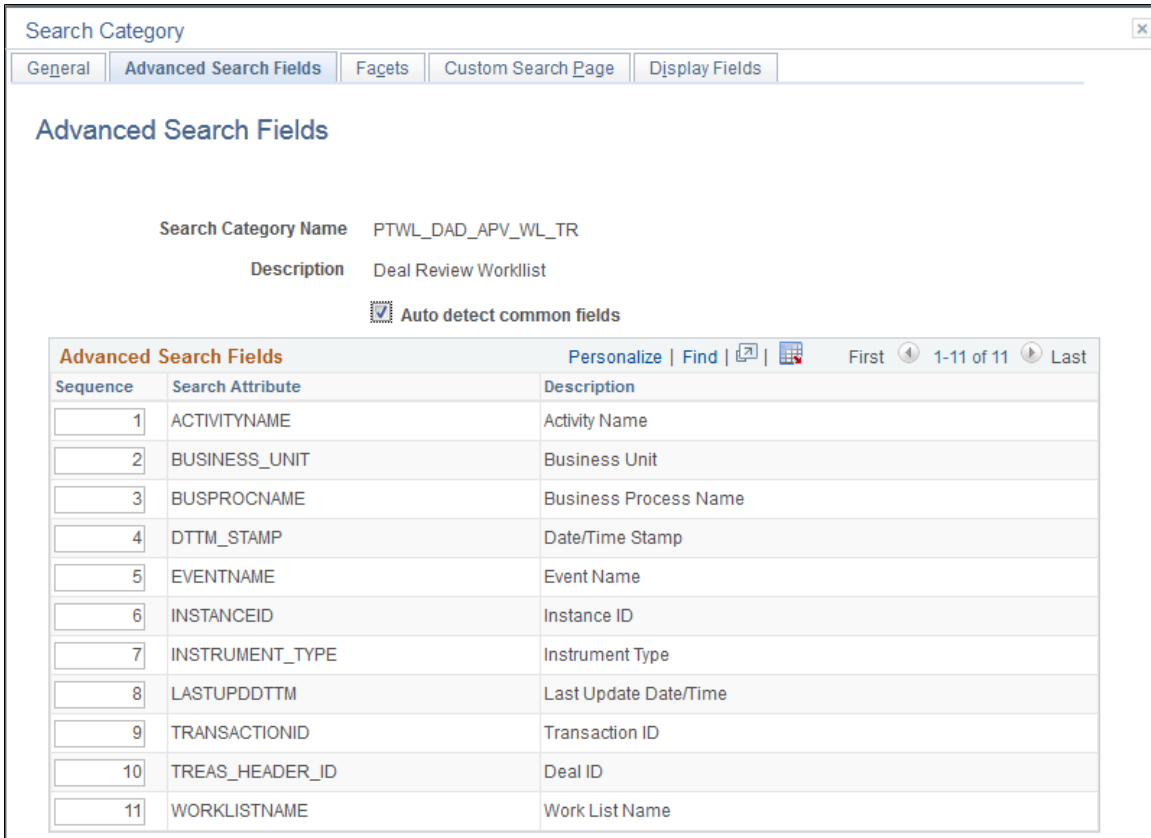 Search Category
General Advanced Search Fields Facets Custom Search Page Display Fields
Advanced Search Fields
Search Category Name PTWL_DAD_APV_WL_TR
Description Deal Review Workllist
Auto detect common fields
Advanced Search Fields Personalize | Find | | First 1-11 of 11 Last
Sequence Search Attribute Description
1 ACTIVITYNAME Activity Name
2 BUSINESS_UNIT Business Unit
3 BUSPROCNAME Business Process Name
4 DTTM_STAMP Date/Time Stamp
5 EVENTNAME Event Name
6 INSTANCEID Instance ID
7 INSTRUMENT_TYPE Instrument Type
8 LASTUPDDTTM Last Update Date/Time
9 TRANSACTIONID Transaction ID
10 TREAS_HEADER_ID Deal ID
11 WORKLISTNAME Work List Name